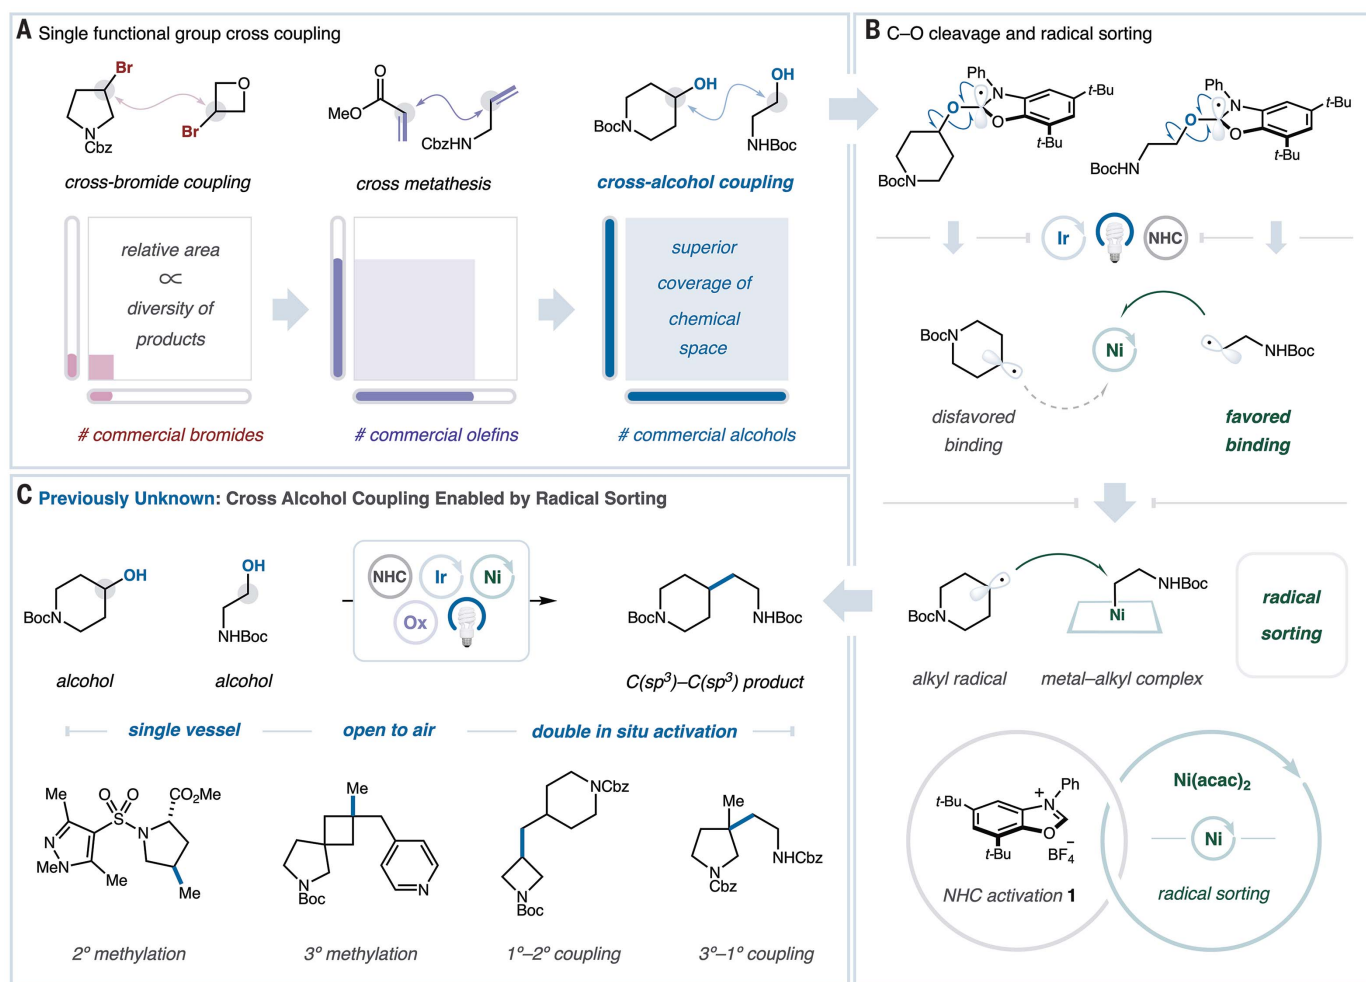 A Single functional group cross coupling
Br
Br
O
N
Cbz
cross-bromide coupling
O
MeO
CbzHN
cross metathesis
OH
BocN
OH
NHBoc
cross-alcohol coupling
relative area
∝
diversity of
products
# commercial bromides
# commercial olefins
superior
coverage of
chemical
space
# commercial alcohols
B C–O cleavage and radical sorting
Ph
N
t-Bu
O
O
t-Bu
BocN
Ph
N
t-Bu
O
O
t-Bu
BocHN
Ir
NHC
BocN
Ni
NHBoc
disfavored
binding
favored
binding
BocN
NHBoc
Ni
alkyl radical
metal–alkyl complex
radical
sorting
Ph
t-Bu
+
N
O
t-Bu
BF4−
NHC activation 1
Ni(acac)2
Ni
radical sorting
C Previously Unknown: Cross Alcohol Coupling Enabled by Radical Sorting
OH
BocN
alcohol
OH
NHBoc
alcohol
NHC
Ir
Ni
Ox
BocN
NHBoc
C(sp3)–C(sp3) product
single vessel
open to air
double in situ activation
Me
O O
S
CO2Me
N
N
MeN
Me
Me
2º methylation
Me
N
Boc
N
3º methylation
NCbz
N
Boc
1º–2º coupling
Me
NHCbz
N
Cbz
3º–1º coupling